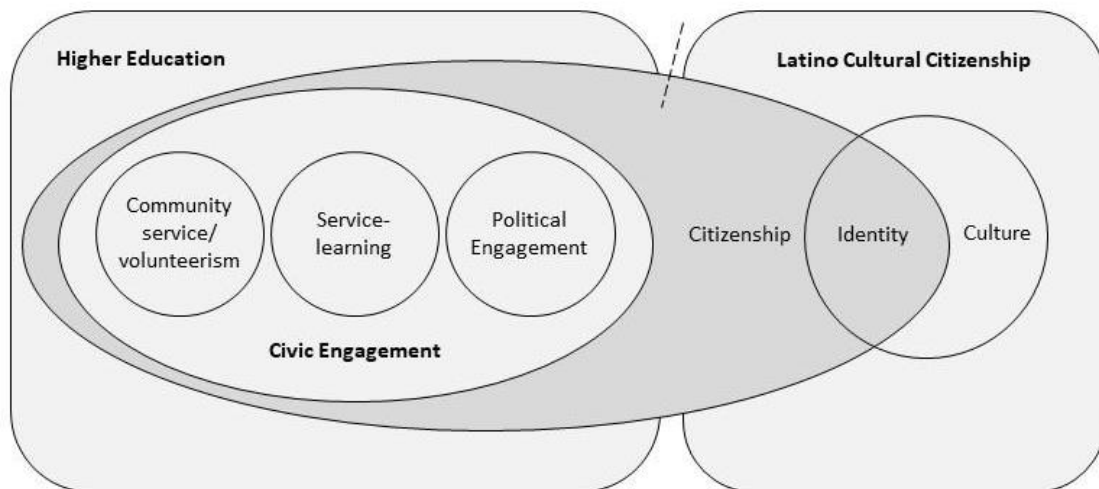 Higher Education
Latino Cultural Citizenship
Community
service/
volunteerism
Service-
learning
Political
Engagement
Citizenship
Identity
Culture
Civic Engagement